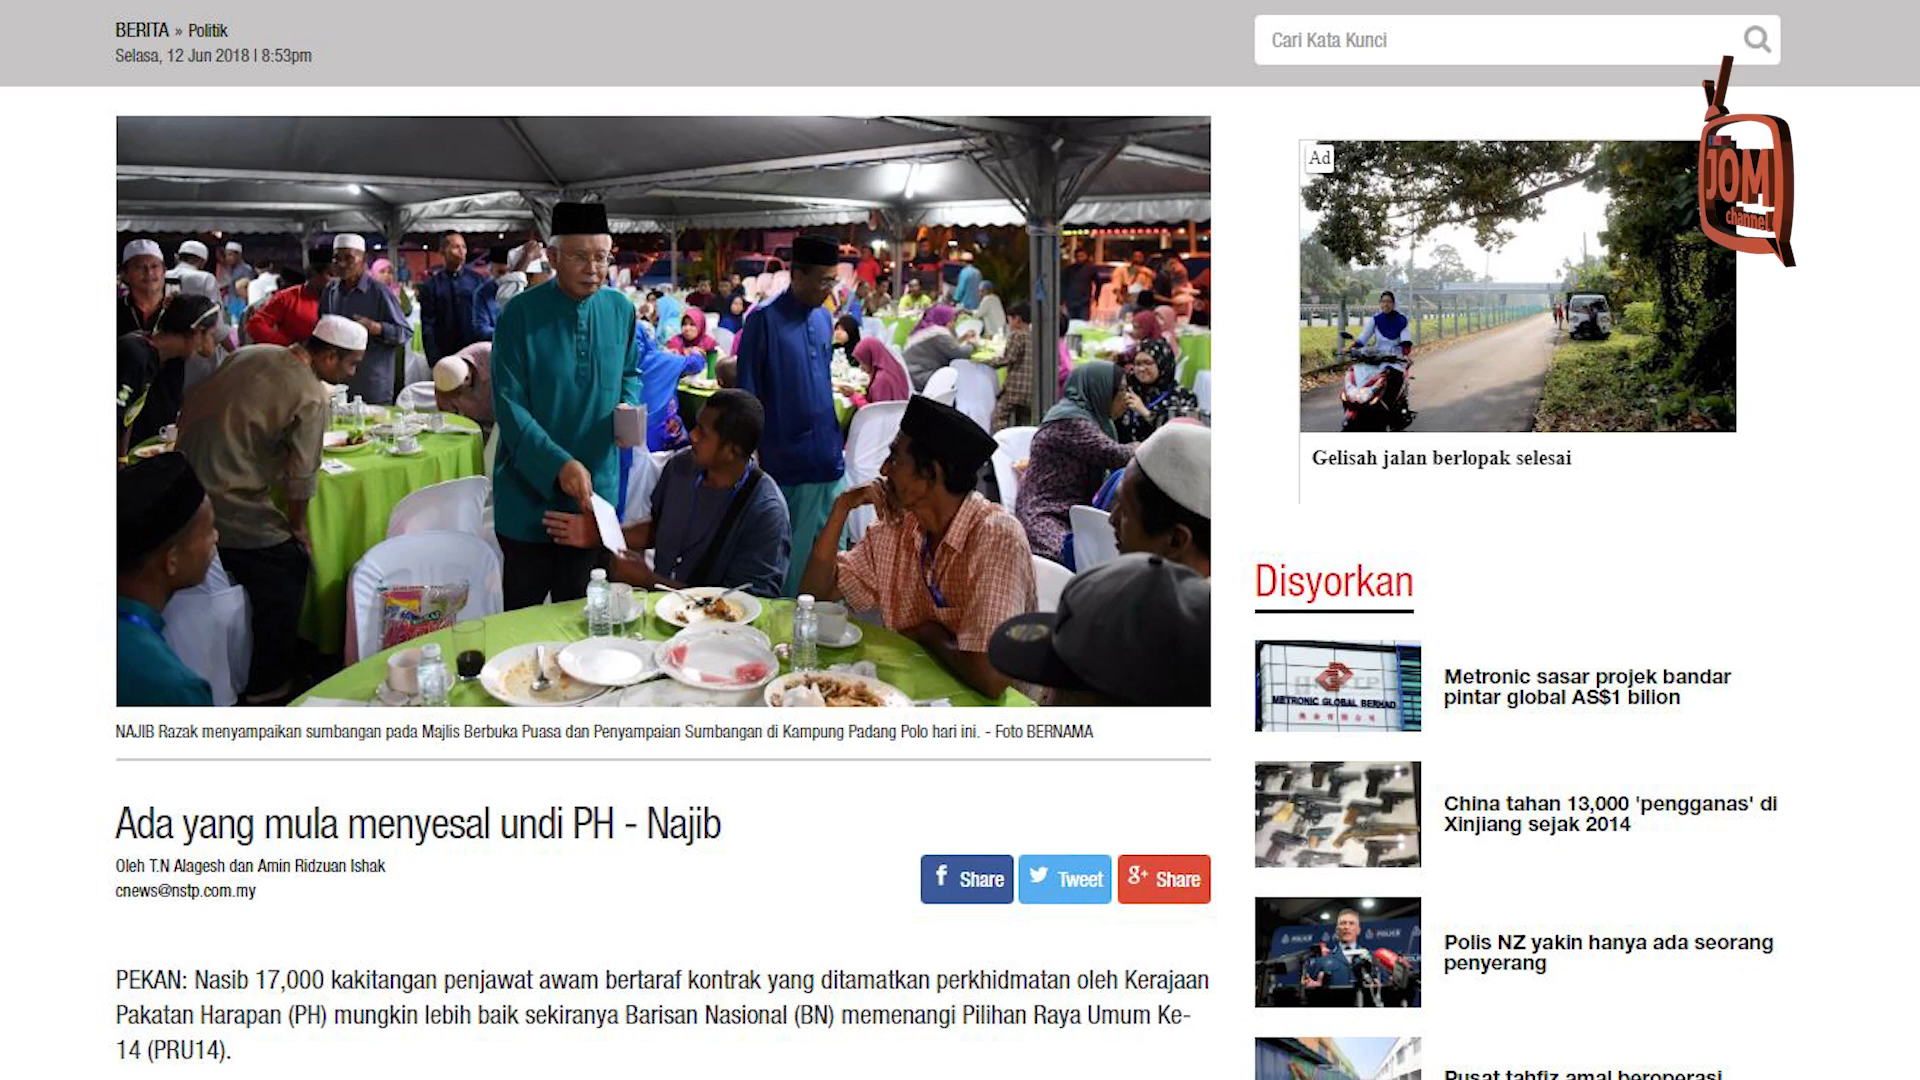 BERITA » Politik
Selasa, 12 Jun 2018 | 8:53pm
Cari Kata Kunci
JOM
channel
Ad
Gelisah jalan berlopak selesai
NAJIB Razak menyampaikan sumbangan pada Majlis Berbuka Puasa dan Penyampaian Sumbangan di Kampung Padang Polo hari ini. - Foto BERNAMA
Ada yang mula menyesal undi PH - Najib
Oleh T.N Alagesh dan Amin Ridzuan Ishak
cnews@nstp.com.my
f Share
Tweet
g+ Share
PEKAN: Nasib 17,000 kakitangan penjawat awam bertaraf kontrak yang ditamatkan perkhidmatan oleh Kerajaan
Pakatan Harapan (PH) mungkin lebih baik sekiranya Barisan Nasional (BN) memenangi Pilihan Raya Umum Ke-
14 (PRU14).
Disyorkan
METRONIC GLOBAL BERHAD
Metronic sasar projek bandar
pintar global AS$1 bilion
China tahan 13,000 'pengganas' di
Xinjiang sejak 2014
Polis NZ yakin hanya ada seorang
penyerang
Pusat tahfiz amal beroperasi